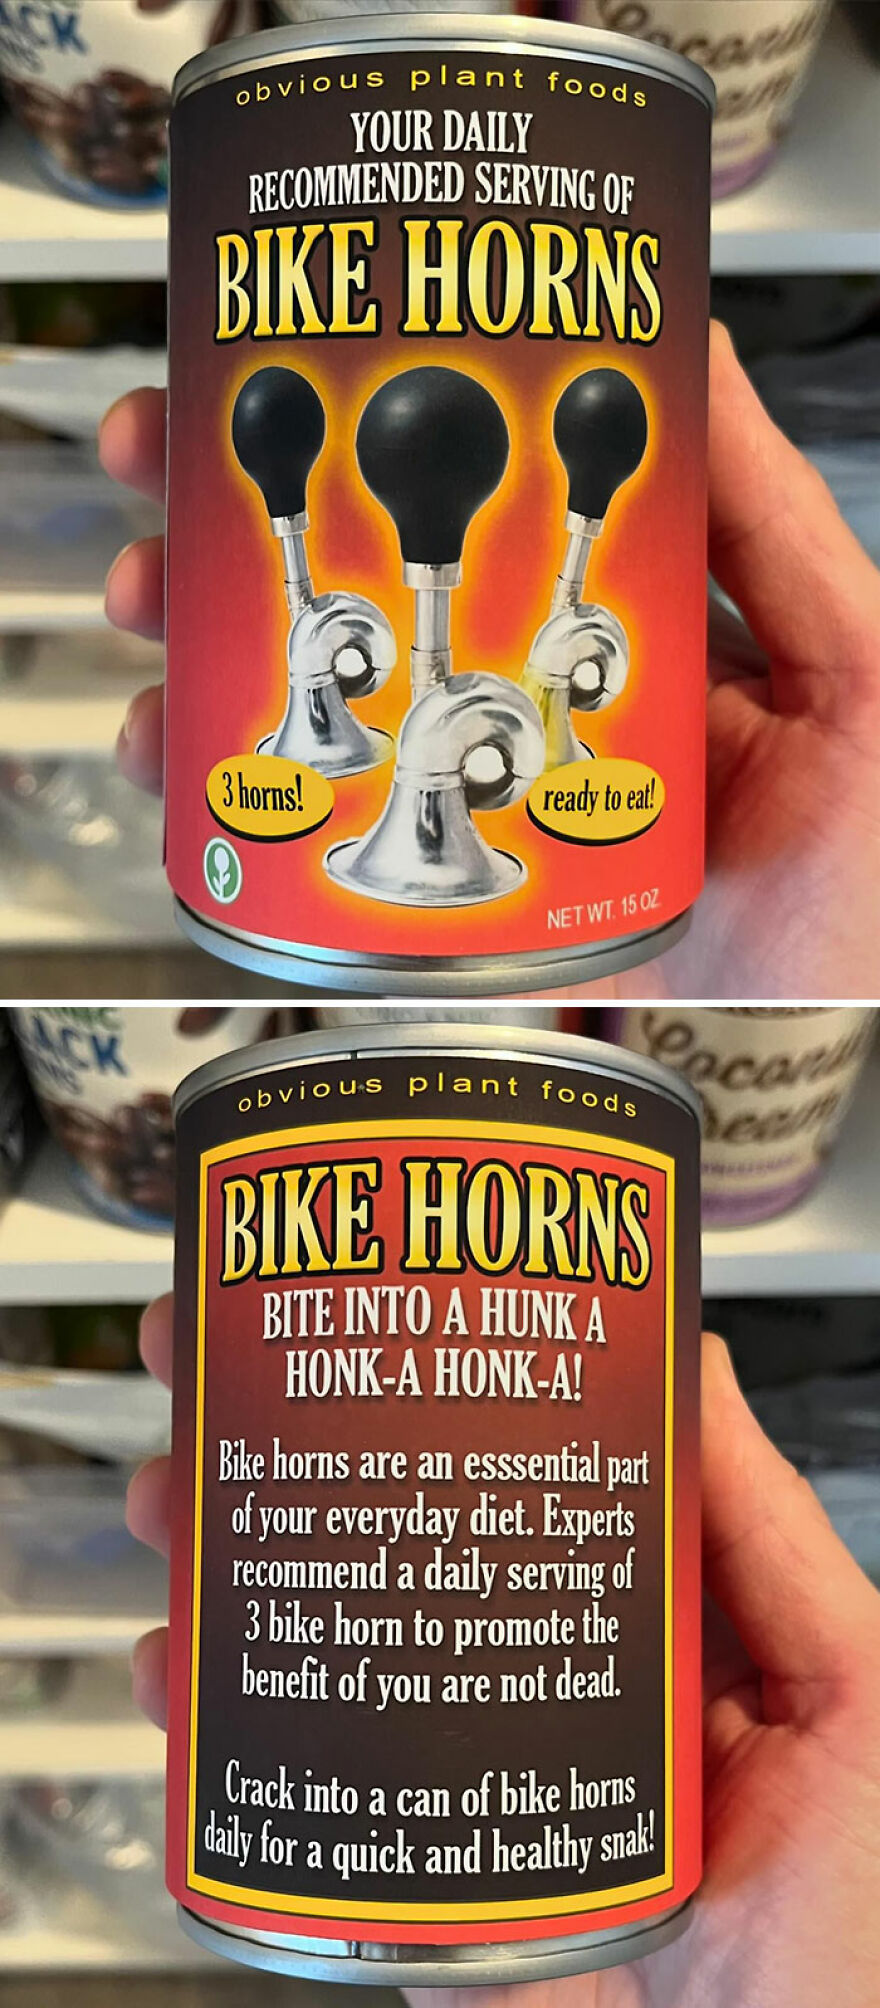 ACK
obvious plant foods
YOUR DAILY
RECOMMENDED SERVING OF
BIKE HORNS
3 horns!
ready to eat!
NET WT. 15 OZ.
ACK
obvious plant foods
BIKE HORNS
BITE INTO A HUNK A
HONK-A HONK-A!
Bike horns are an esssential part
of your everyday diet. Experts
recommend a daily serving of
3 bike horn to promote the
benefit of you are not dead.
Crack into a can of bike horns
daily for a quick and healthy snak!